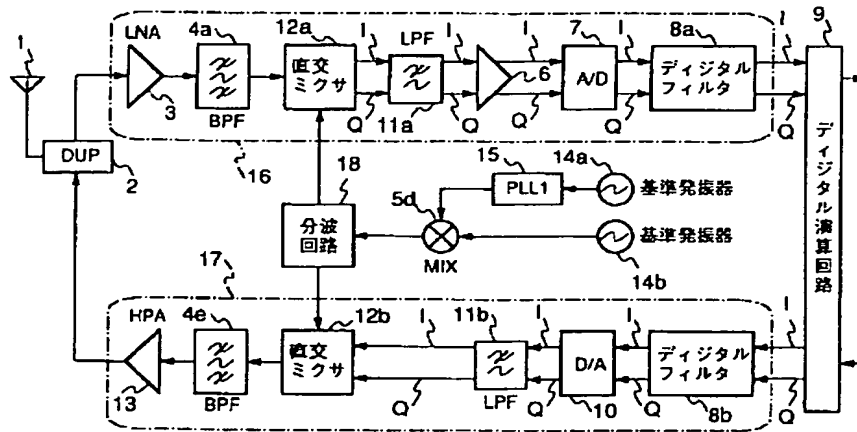 1
LNA
3
4a
BPF
12a
直交
ミクサ
I
Q
LPF
11a
I
Q
6
I
Q
7
A/D
I
Q
8a
ディジタル
フィルタ
I
Q
9
ディジタル演算回路
DUP
2
16
18
分波
回路
5d
MIX
15
PLL1
14a
基準発振器
基準発振器
14b
17
HPA
13
4e
BPF
12b
直交
ミクサ
I
Q
11b
LPF
I
Q
D/A
10
I
Q
ディジタル
フィルタ
8b
I
Q